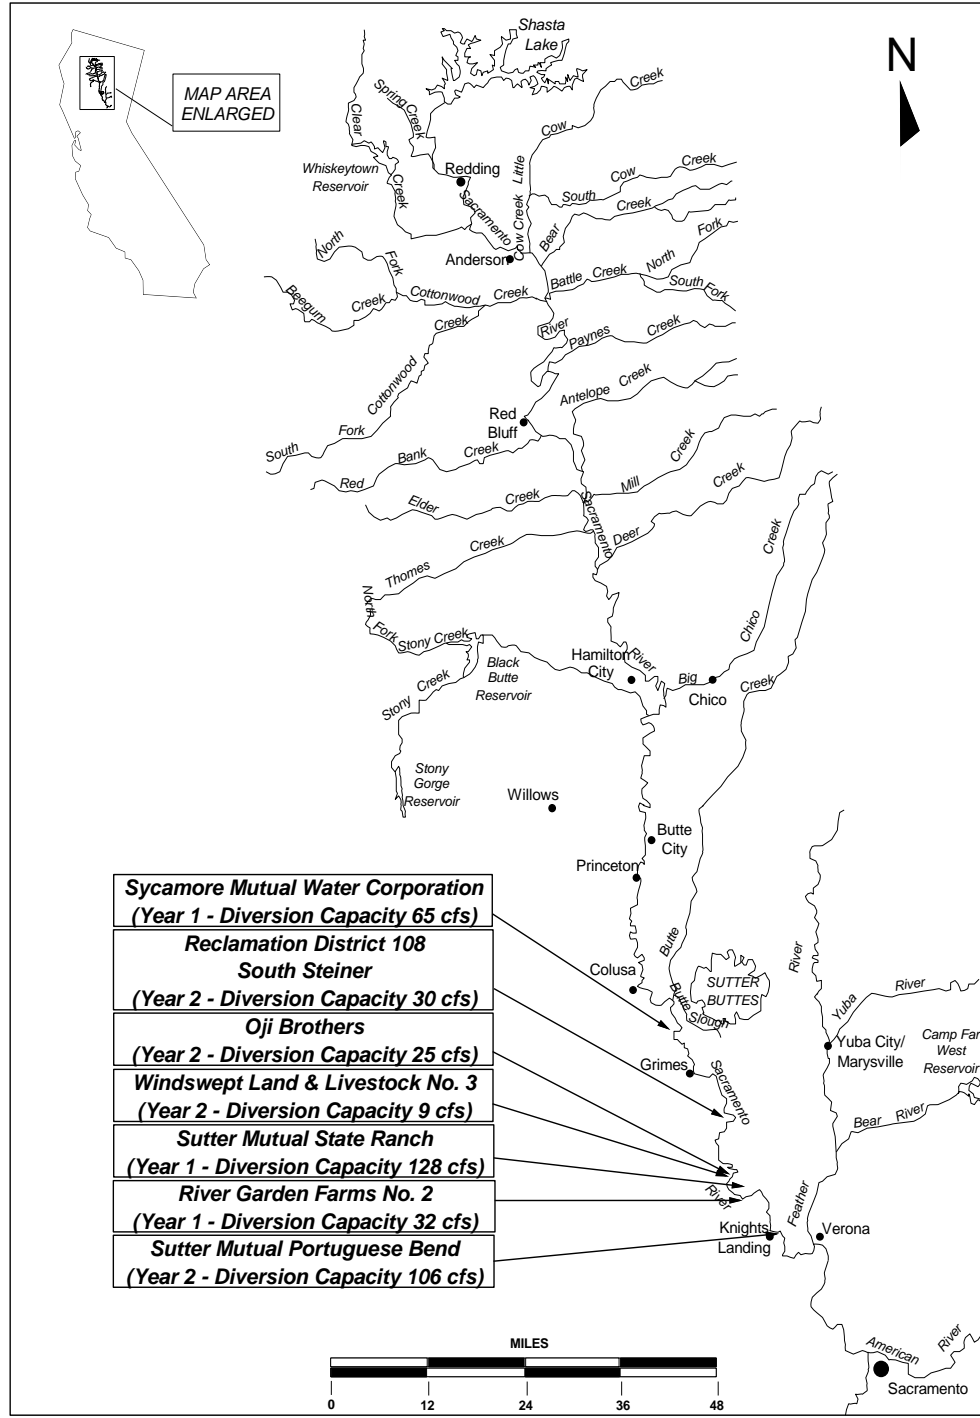 Shasta
Lake
N
MAP AREA
ENLARGED
Spring Creek
Clear
Creek
Creek
Cow
Little
Cow Creek
Whiskeytown
Reservoir
Redding
Sacramento
South Cow Creek
Bear Creek
Anderson
North
Fork
Cottonwood Creek
Beegum
Creek
Battle Creek North Fork
South Fork
River
Paynes Creek
South Fork Cottonwood Creek
Antelope Creek
Red
Bluff
Red Bank Creek
Mill Creek
Elder Creek
Sacramento
Deer Creek
Thomes Creek
North
Fork
Stony Creek
Black
Butte
Reservoir
Stony Creek
Hamilton
City
River
Big Chico Creek
Chico
Creek
Stony
Gorge
Reservoir
Willows
Butte
City
Princeton
Sycamore Mutual Water Corporation
(Year 1 - Diversion Capacity 65 cfs)
Reclamation District 108
South Steiner
(Year 2 - Diversion Capacity 30 cfs)
Oji Brothers
(Year 2 - Diversion Capacity 25 cfs)
Windswept Land & Livestock No. 3
(Year 2 - Diversion Capacity 9 cfs)
Sutter Mutual State Ranch
(Year 1 - Diversion Capacity 128 cfs)
River Garden Farms No. 2
(Year 1 - Diversion Capacity 32 cfs)
Sutter Mutual Portuguese Bend
(Year 2 - Diversion Capacity 106 cfs)
Butte
River
Colusa
SUTTER
BUTTES
Butte Slough
Yuba River
Yuba City/
Marysville
Camp Far
West
Reservoir
Grimes
Sacramento
Bear River
River
Feather
Knights
Landing
Verona
American River
Sacramento
MILES
0 12 24 36 48